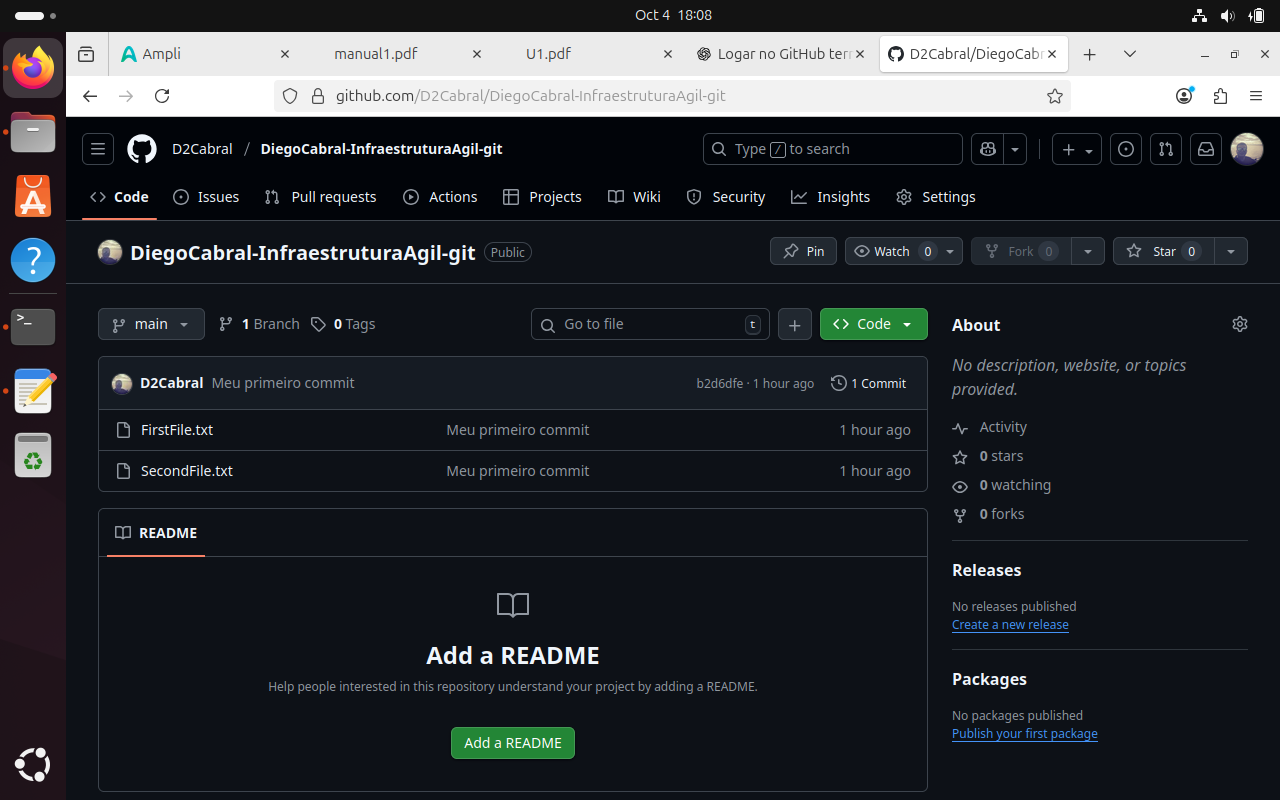 Oct 4 18:08
Ampli
manual1.pdf
U1.pdf
Logar no GitHub terr
D2Cabral/DiegoCabr
github.com/D2Cabral/DiegoCabral-InfraestruturaAgil-git
D2Cabral / DiegoCabral-InfraestruturaAgil-git
Type / to search
Code
Issues
Pull requests
Actions
Projects
Wiki
Security
Insights
Settings
DiegoCabral-InfraestruturaAgil-git Public
Pin
Watch 0
Fork 0
Star 0
main
1 Branch
0 Tags
Go to file t
Code
D2Cabral Meu primeiro commit b2d6dfe · 1 hour ago 1 Commit
FirstFile.txt Meu primeiro commit 1 hour ago
SecondFile.txt Meu primeiro commit 1 hour ago
README
Add a README
Help people interested in this repository understand your project by adding a README.
Add a README
About
No description, website, or topics
provided.
Activity
0 stars
0 watching
0 forks
Releases
No releases published
Create a new release
Packages
No packages published
Publish your first package